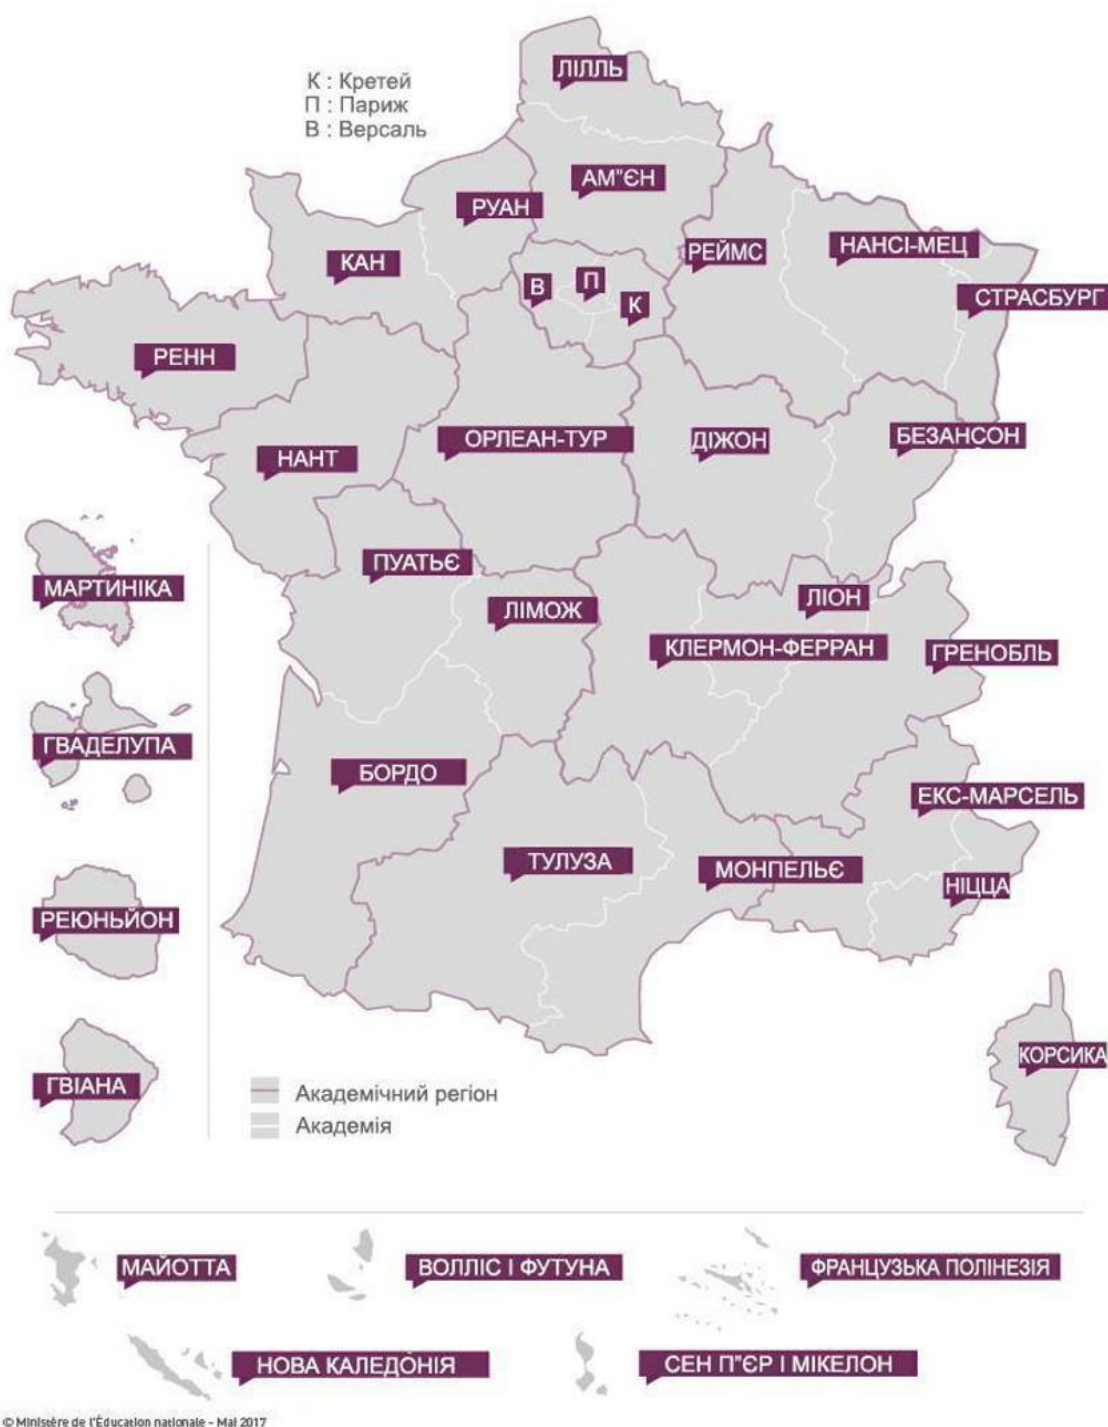 ЛІЛЛЬ
К : Кретей
П : Париж
В : Версаль
АМ"ЄН
РУАН
НАНСІ-МЕЦ
РЕЙМС
КАН
В
П
К
СТРАСБУРГ
РЕНН
ОРЛЕАН-ТУР
ДІЖОН
БЕЗАНСОН
НАНТ
ПУАТЬЄ
МАРТИНІКА
ЛІМОЖ
ЛІОН
КЛЕРМОН-ФЕРРАН
ГРЕНОБЛЬ
ГВАДЕЛУПА
БОРДО
ЕКС-МАРСЕЛЬ
ТУЛУЗА
МОНПЕЛЬЄ
НІЦЦА
РЕЮНЬЙОН
КОРСИКА
ГВІАНА
Академічний регіон
Академія
МАЙОТТА
ВОЛЛІС І ФУТУНА
ФРАНЦУЗЬКА ПОЛІНЕЗІЯ
НОВА КАЛЕДОНІЯ
СЕН П"ЄР І МІКЕЛОН
© Ministère de l'Éducation nationale - Mai 2017